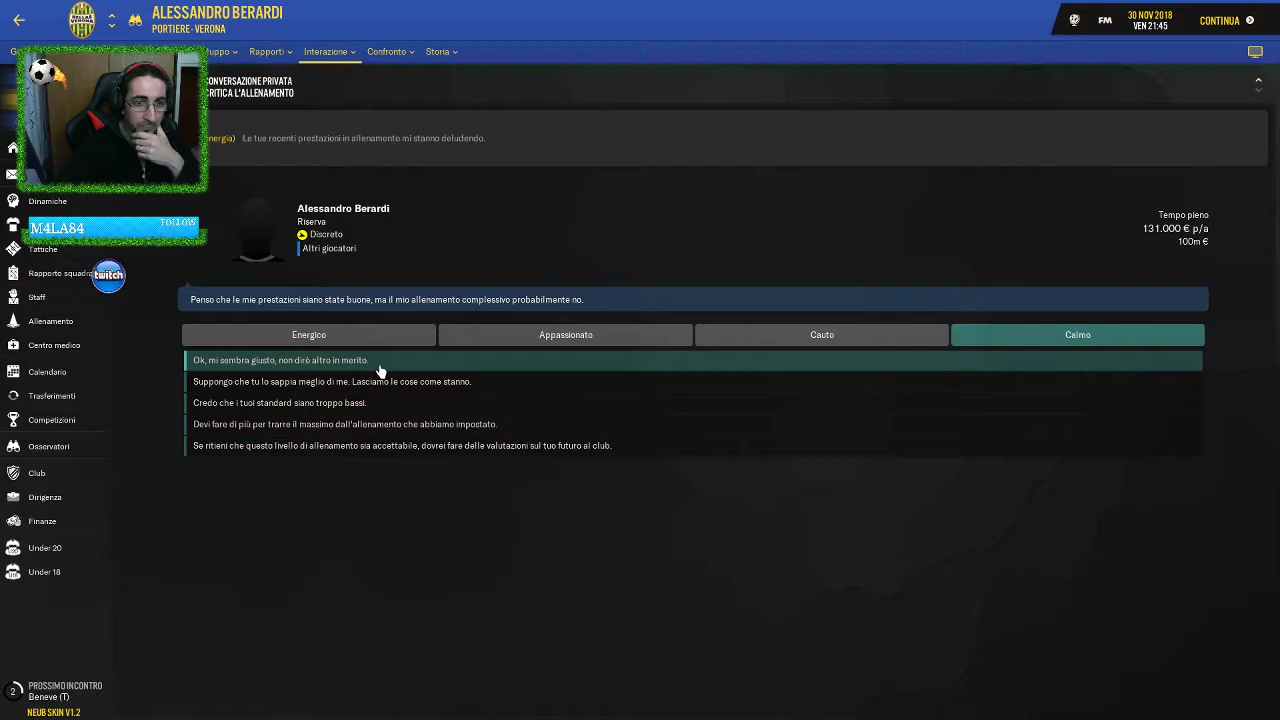 ALESSANDRO BERARDI
PORTIERE - VERONA
30 NOV 2018
VEN 21:45
FM
CONTINUA
Rapporti
Interazione
Confronto
Storia
CONVERSAZIONE PRIVATA
CRITICA L'ALLENAMENTO
Le tue recenti prestazioni in allenamento mi stanno deludendo.
Alessandro Berardi
Riserva
Discreto
Altri giocatori
Tempo pieno
131.000 € p/a
100m €
Penso che le mie prestazioni siano state buone, ma il mio allenamento complessivo probabilmente no.
Energico
Appassionato
Cauto
Calmo
Ok, mi sembra giusto, non dirò altro in merito.
Suppongo che tu lo sappia meglio di me. Lasciamo le cose come stanno.
Credo che i tuoi standard siano troppo bassi.
Devi fare di più per trarre il massimo dall'allenamento che abbiamo impostato.
Se ritieni che questo livello di allenamento sia accettabile, dovrei fare delle valutazioni sul tuo futuro al club.
Dinamiche
M4LA84
FOLLOW
Tattiche
Rapporto squadra
twitch
Staff
Allenamento
Centro medico
Calendario
Trasferimenti
Competizioni
Osservatori
Club
Dirigenza
Finanze
Under 20
Under 18
2
PROSSIMO INCONTRO
Beneve (T)
NEUB SKIN V1.2